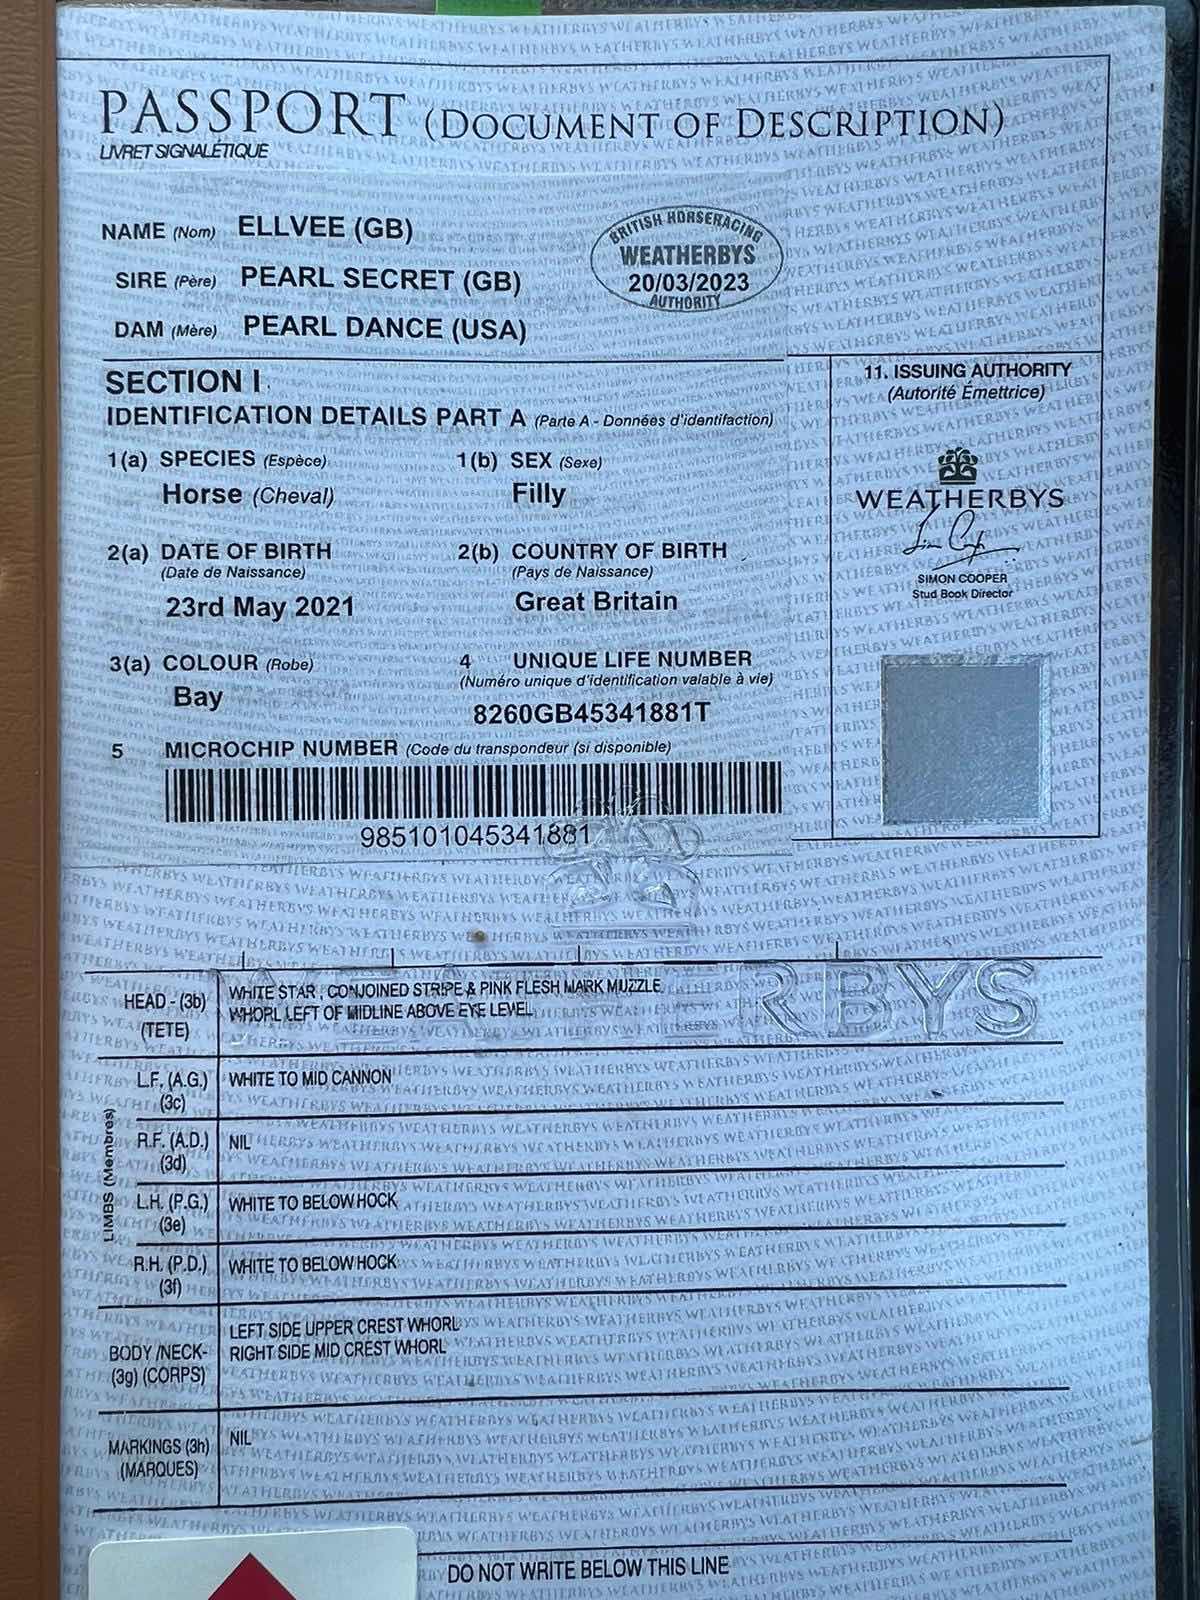 PASSPORT (DOCUMENT OF DESCRIPTION)
LIVRET SIGNALÉTIQUE
NAME (Nom) ELLVEE (GB)
SIRE (Père) PEARL SECRET (GB)
DAM (Mère) PEARL DANCE (USA)
BRITISH HORSERACING
WEATHERBYS
20/03/2023
AUTHORITY
SECTION I
IDENTIFICATION DETAILS PART A (Parte A - Données d'identifaction)
1(a) SPECIES (Espèce) 1(b) SEX (Sexe)
Horse (Cheval) Filly
2(a) DATE OF BIRTH 2(b) COUNTRY OF BIRTH
(Date de Naissance) (Pays de Naissance)
23rd May 2021 Great Britain
3(a) COLOUR (Robe) 4 UNIQUE LIFE NUMBER
(Numéro unique d'identification valable à vie)
Bay
8260GB45341881T
5 MICROCHIP NUMBER (Code du transpondeur (si disponible)
985101045341881
11. ISSUING AUTHORITY
(Autorité Émettrice)
WEATHERBYS
SIMON COOPER
Stud Book Director
HEAD - (3b) WHITE STAR , CONJOINED STRIPE & PINK FLESH MARK MUZZLE
(TETE) WHORL LEFT OF MIDLINE ABOVE EYE LEVEL
LIMBS (Membres)
L.F. (A.G.) WHITE TO MID CANNON
(3c)
R.F. (A.D.) NIL
(3d)
L.H. (P.G.) WHITE TO BELOW HOCK
(3e)
R.H. (P.D.) WHITE TO BELOW HOCK
(3f)
BODY /NECK- LEFT SIDE UPPER CREST WHORL
(3g) (CORPS) RIGHT SIDE MID CREST WHORL
MARKINGS (3h) NIL
(MARQUES)
DO NOT WRITE BELOW THIS LINE